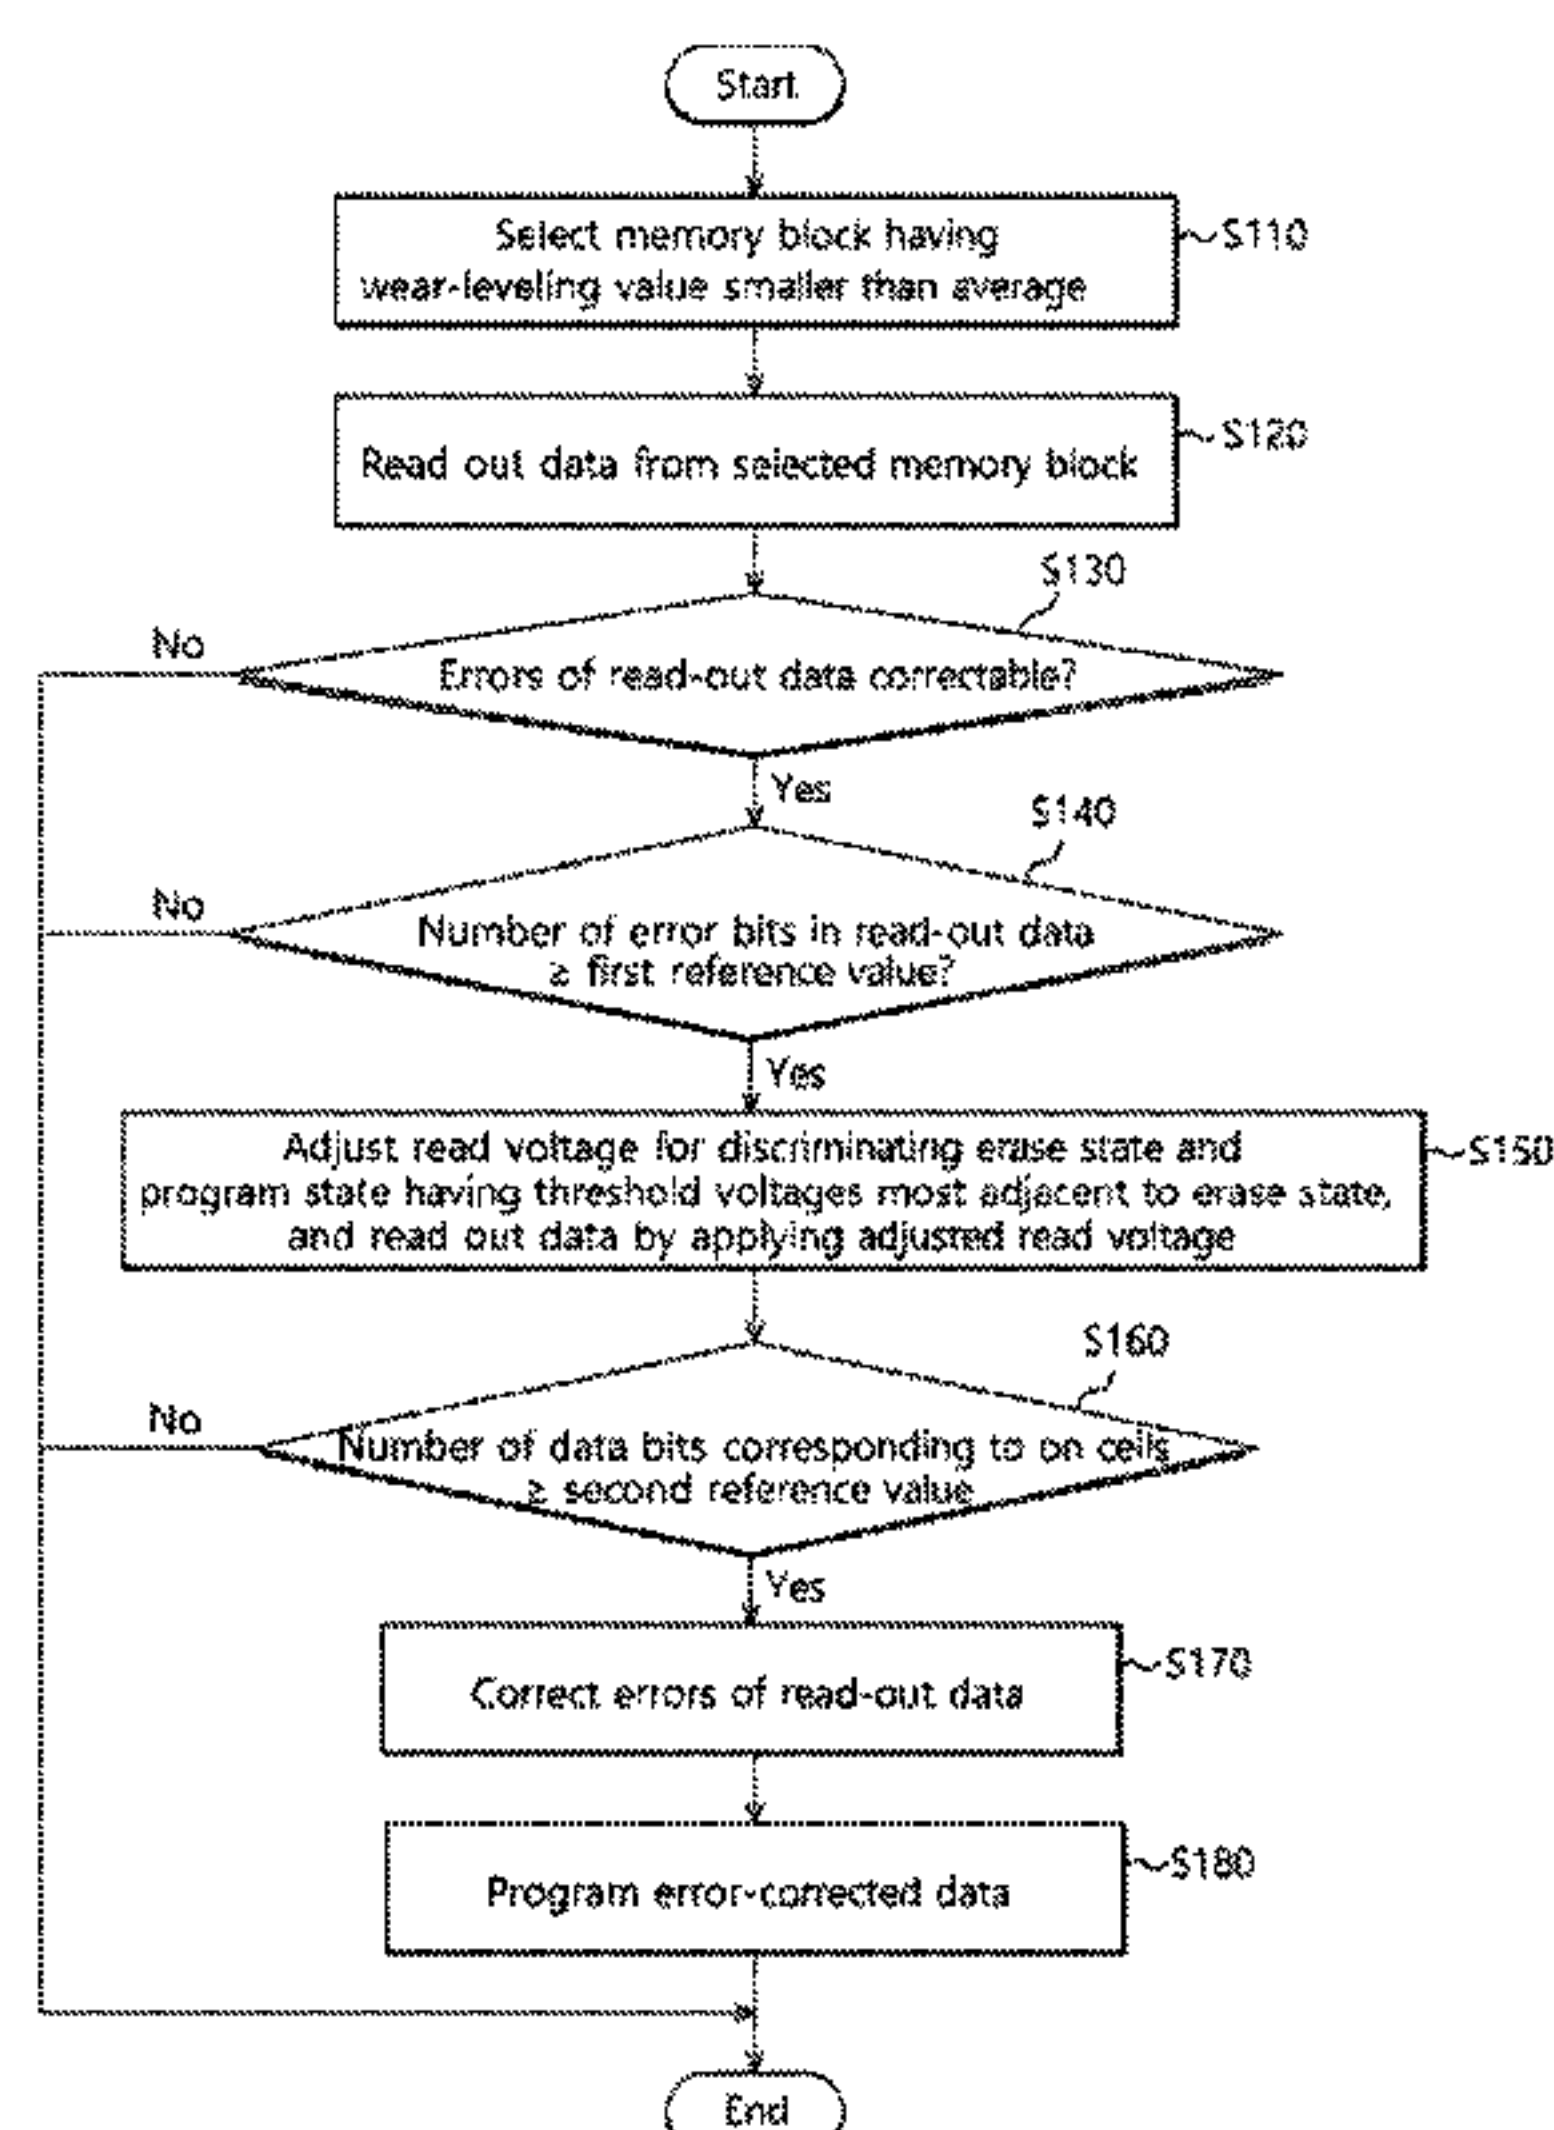 Start
Select memory block having
wear-leveling value smaller than average
S110
Read out data from selected memory block
S120
S130
No
Errors of read-out data correctable?
Yes
S140
No
Number of error bits in read-out data
≥ first reference value?
Yes
Adjust read voltage for discriminating erase state and
program state having threshold voltages most adjacent to erase state,
and read out data by applying adjusted read voltage
S150
S160
No
Number of data bits corresponding to on cells
≥ second reference value
Yes
Correct errors of read-out data
S170
Program error-corrected data
S180
End